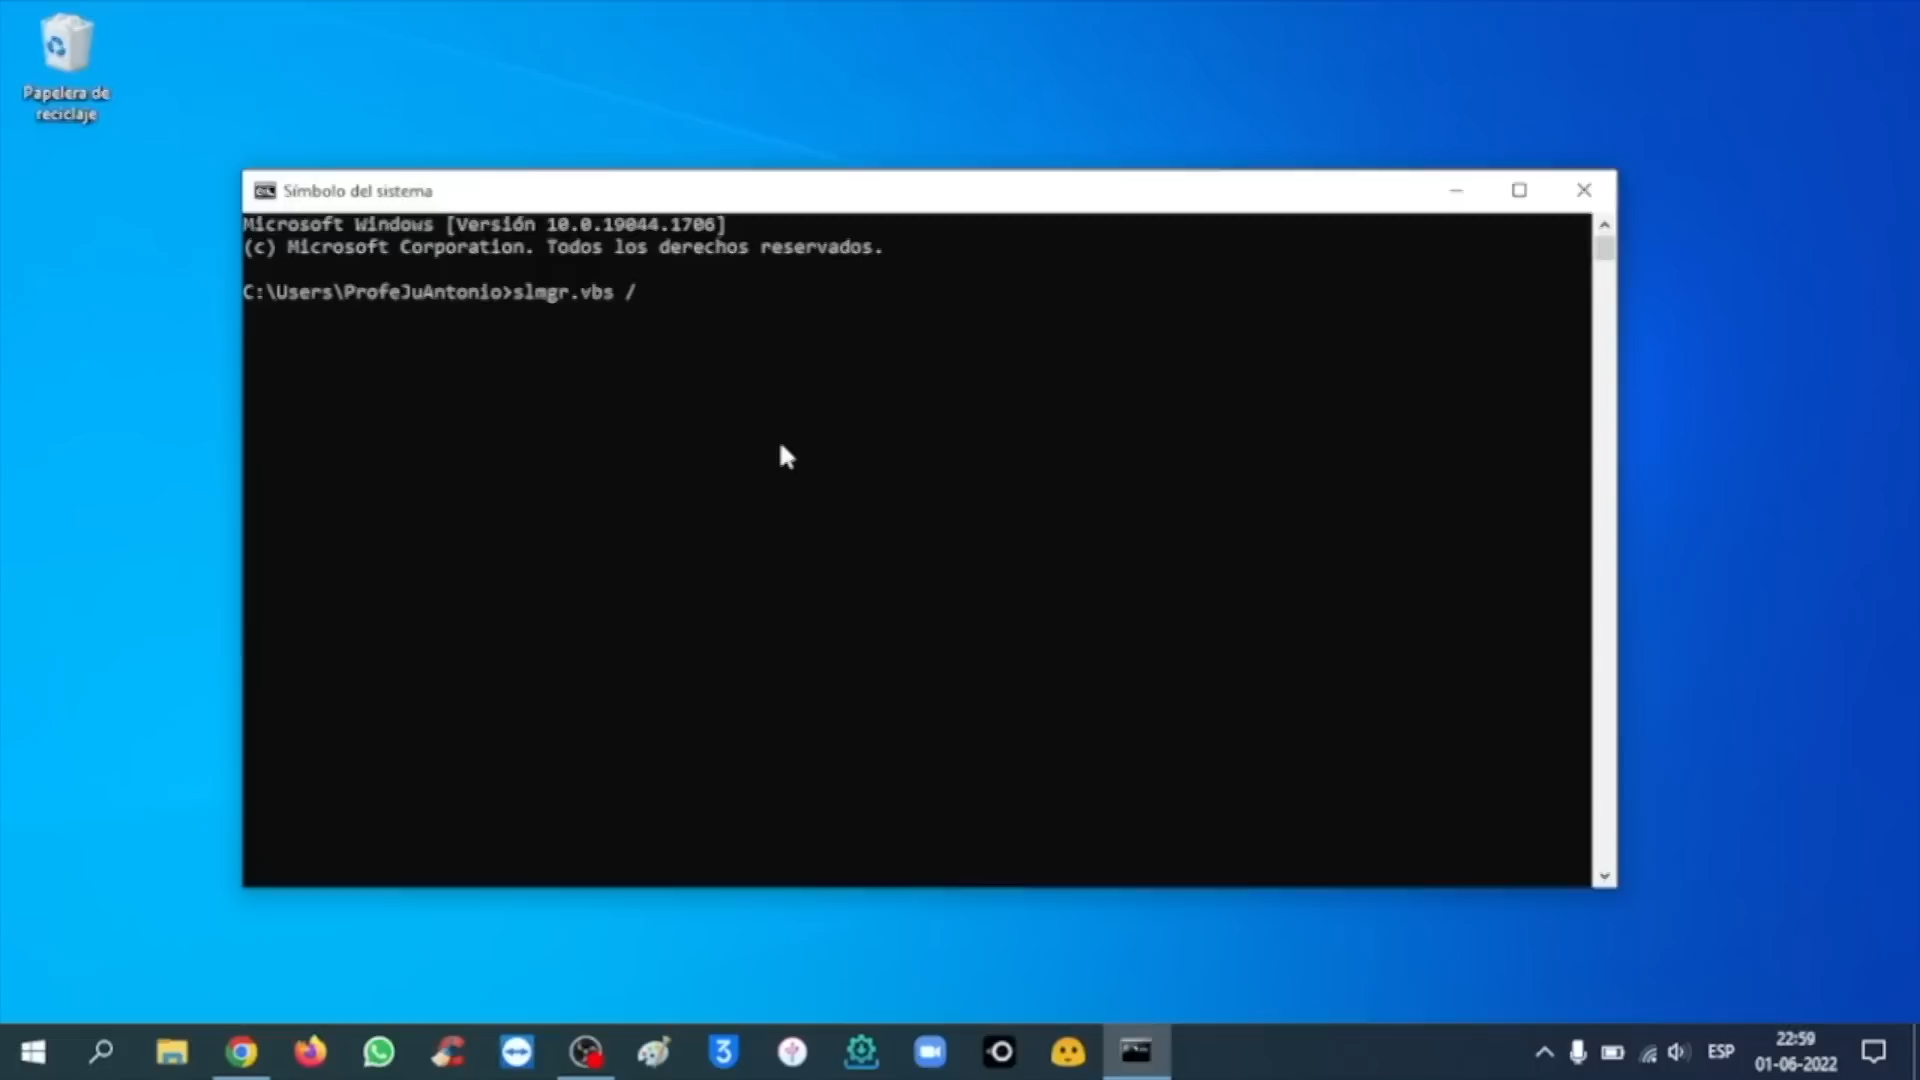 Papelera de
reciclaje
Símbolo del sistema
Microsoft Windows [Versión 10.0.19044.1706]
(c) Microsoft Corporation. Todos los derechos reservados.
C:\Users\ProfeJuAntonio>slmgr.vbs /
3
ESP
22:59
01-06-2022